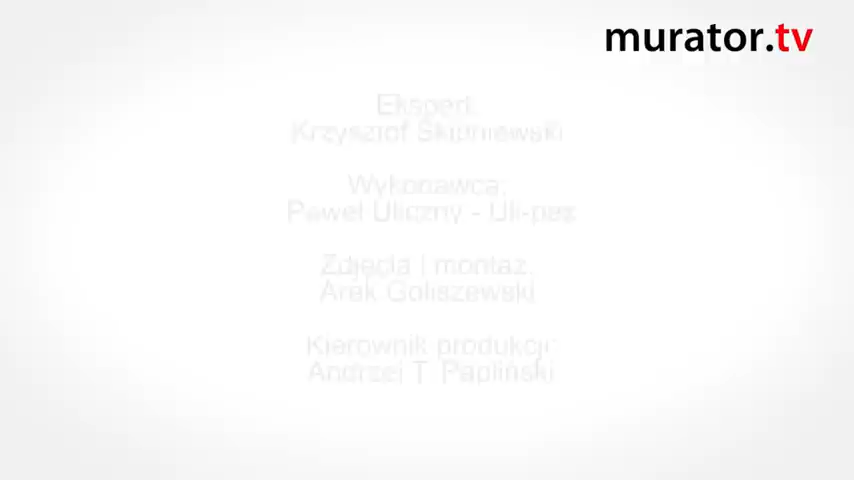 murator.tv
Ekspert:
Krzysztof
Wykonawca:
Paweł Uliczny -
Zdjęcia i montaż:
Arek Goliszewski
Kierownik produkcji:
Andrzej T. Papliński